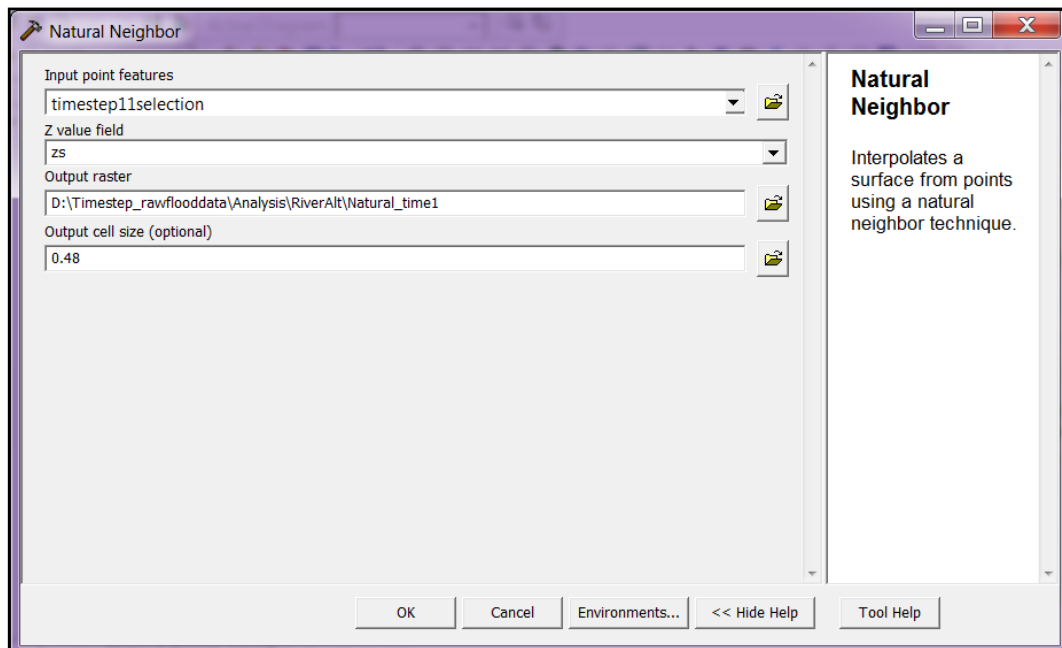 Natural Neighbor
Input point features
timestep11selection
Z value field
zs
Output raster
D:\Timestep_rawflooddata\Analysis\RiverAlt\Natural_time1
Output cell size (optional)
0.48
OK
Cancel
Environments...
<< Hide Help
Natural
Neighbor
Interpolates a
surface from points
using a natural
neighbor technique.
Tool Help